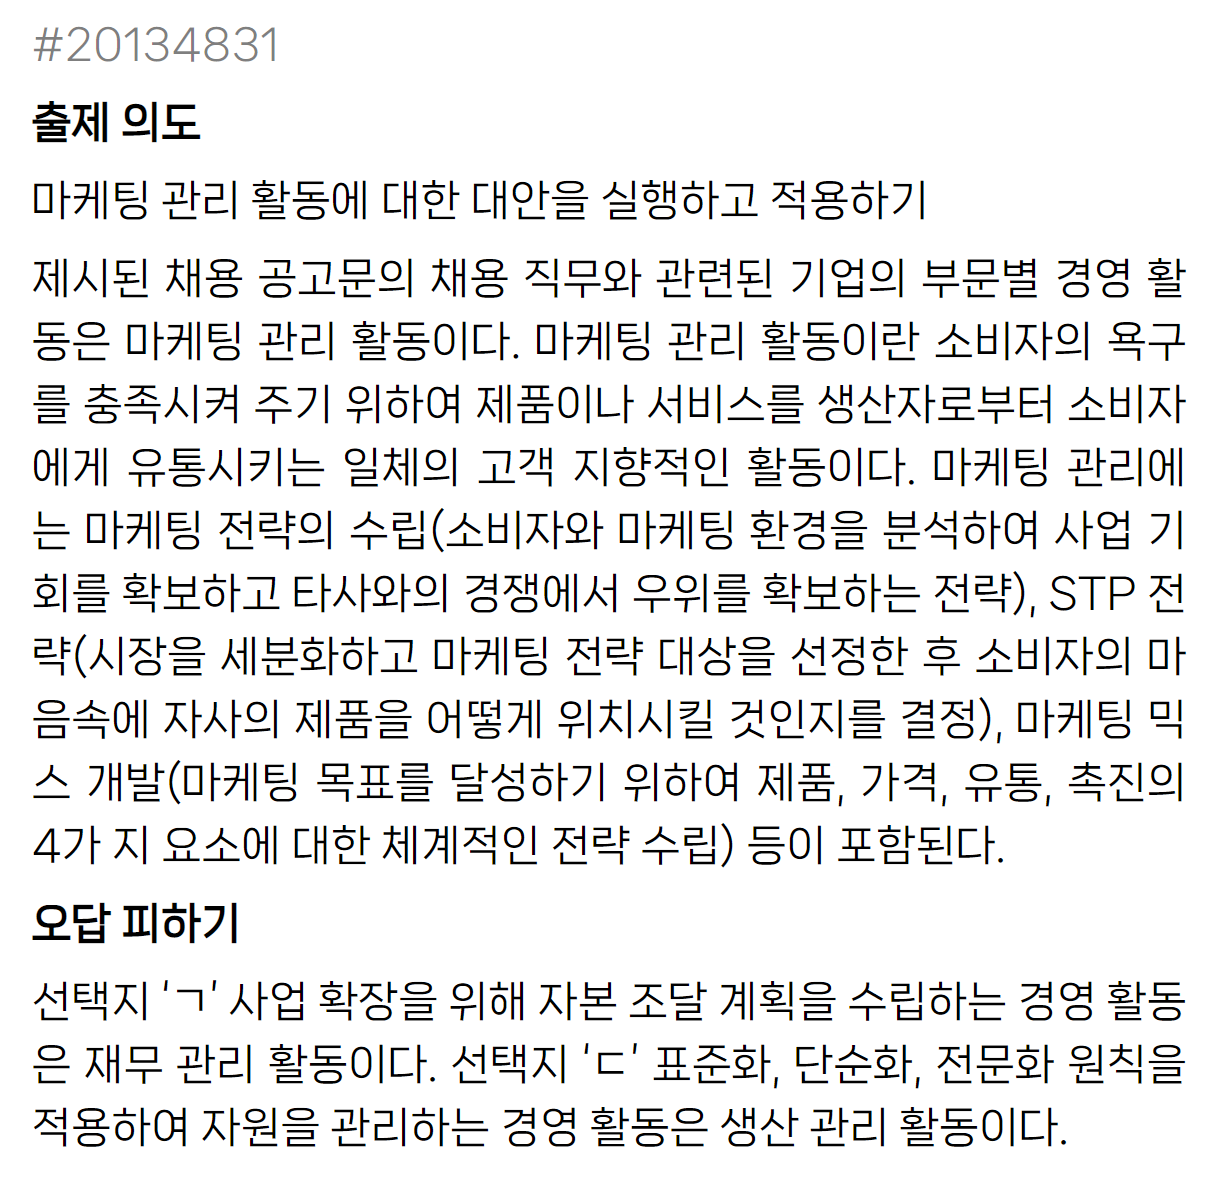 #20134831
출제 의도
마케팅 관리 활동에 대한 대안을 실행하고 적용하기
제시된 채용 공고문의 채용 직무와 관련된 기업의 부문별 경영 활
동은 마케팅 관리 활동이다. 마케팅 관리 활동이란 소비자의 욕구
를 충족시켜 주기 위하여 제품이나 서비스를 생산자로부터 소비자
에게 유통시키는 일체의 고객 지향적인 활동이다. 마케팅 관리에
는 마케팅 전략의 수립(소비자와 마케팅 환경을 분석하여 사업 기
회를 확보하고 타사와의 경쟁에서 우위를 확보하는 전략), STP 전
략(시장을 세분화하고 마케팅 전략 대상을 선정한 후 소비자의 마
음속에 자사의 제품을 어떻게 위치시킬 것인지를 결정), 마케팅 믹
스 개발(마케팅 목표를 달성하기 위하여 제품, 가격, 유통, 촉진의
4가 지 요소에 대한 체계적인 전략 수립) 등이 포함된다.
오답 피하기
선택지 ‘ㄱ’ 사업 확장을 위해 자본 조달 계획을 수립하는 경영 활동
은 재무 관리 활동이다. 선택지 ‘ㄷ’ 표준화, 단순화, 전문화 원칙을
적용하여 자원을 관리하는 경영 활동은 생산 관리 활동이다.